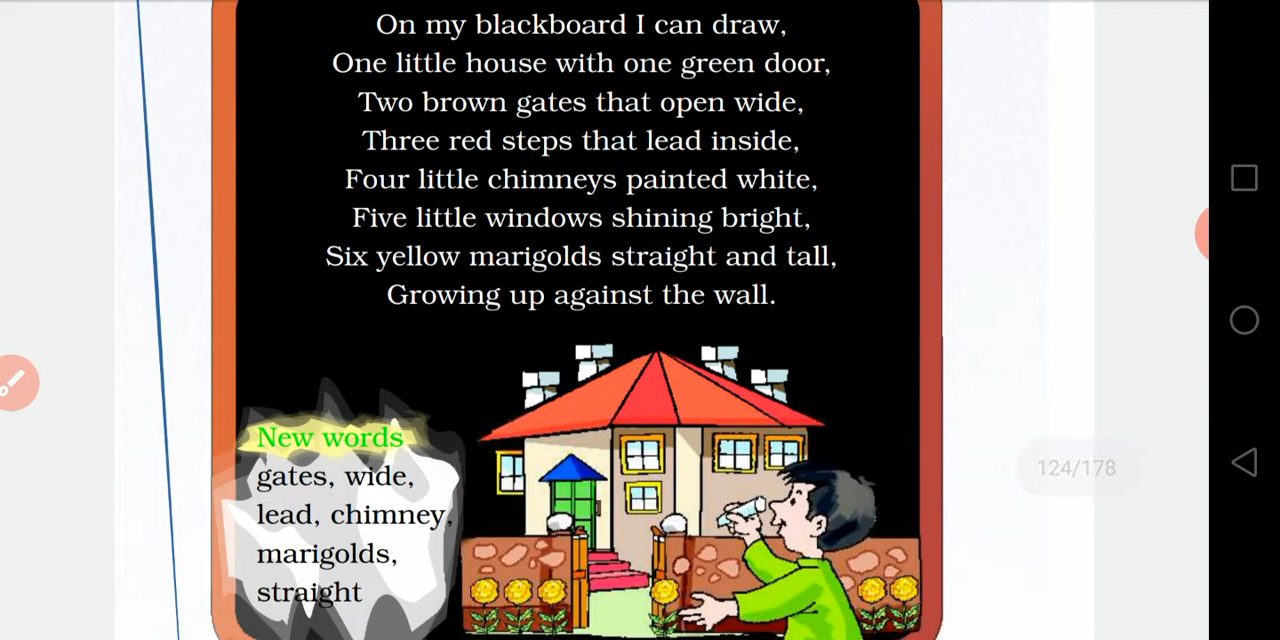 On my blackboard I can draw,
One little house with one green door,
Two brown gates that open wide,
Three red steps that lead inside,
Four little chimneys painted white,
Five little windows shining bright,
Six yellow marigolds straight and tall,
Growing up against the wall.
New words
gates, wide,
lead, chimney,
marigolds,
straight
124/178